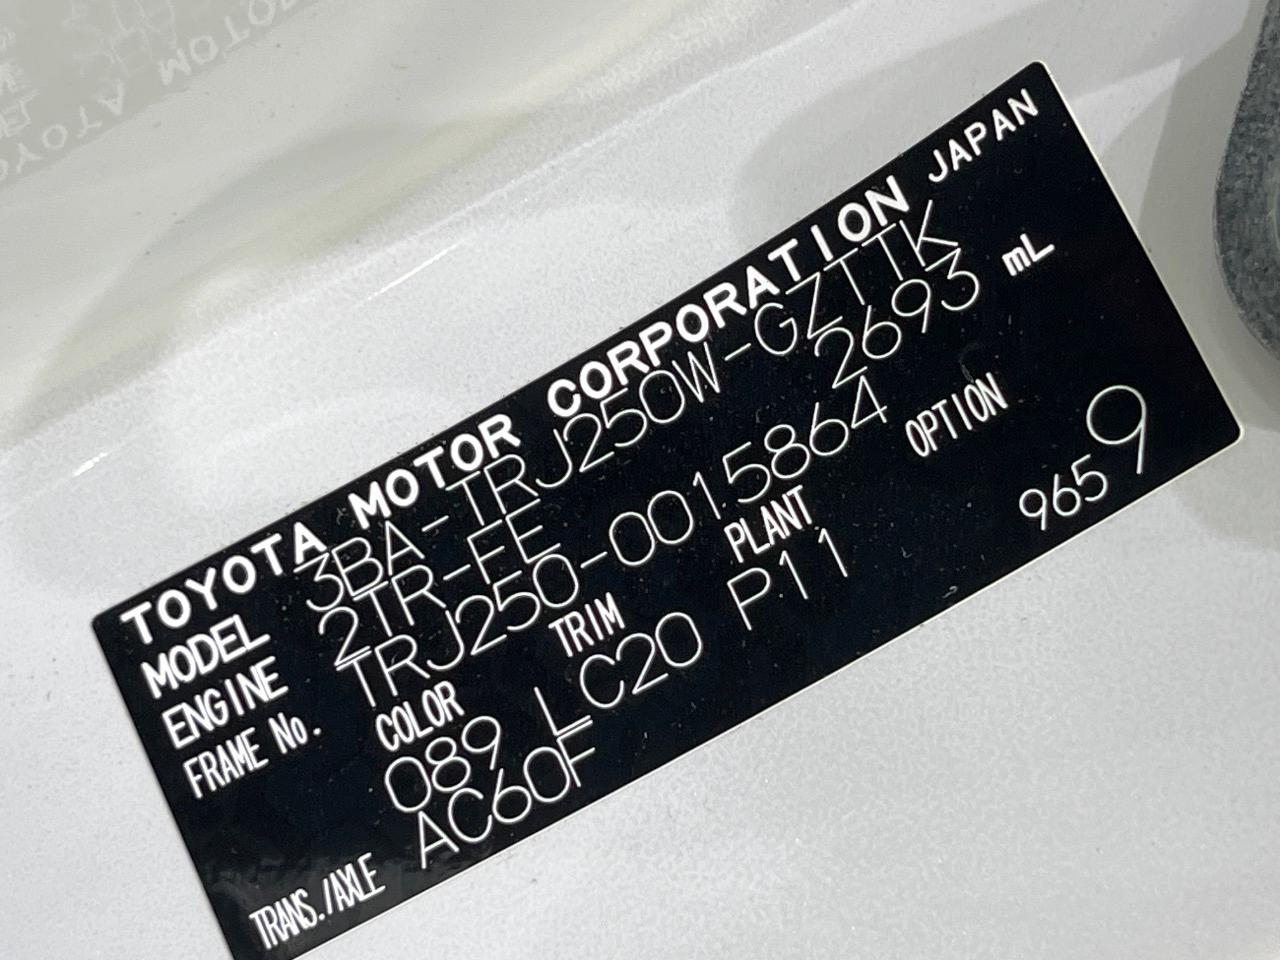 TOYOTA MOTOR CORPORATION JAPAN
MODEL 3BA-TRJ250W-GZTTK
ENGINE 2TR-FE 2693 mL
FRAME No. TRJ250-0015864
COLOR TRIM PLANT OPTION
089 LC20 P11 965 9
TRANS./AXLE AC60F